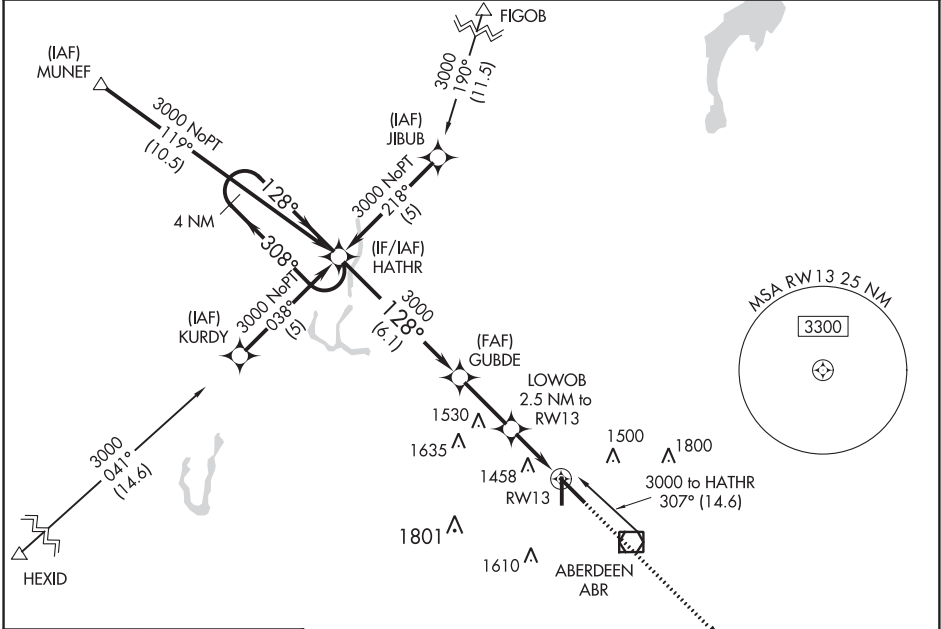 FIGOB
3000
190°
(11.5)
(IAF)
MUNEF
3000 NoPT
119°
(10.5)
(IAF)
JIBUB
3000 NoPT
218°
(5)
128°
4 NM
308°
(IF/IAF)
HATHR
3000 NoPT
038°
(5)
(IAF)
KURDY
3000
128°
(6.1)
MSA RW13 25 NM
3300
(FAF)
GUBDE
LOWOB
2.5 NM to
RW13
1530
1635
1458
RW13
1500
1800
3000 to HATHR
307° (14.6)
3000
041°
(14.6)
HEXID
1801
1610
ABERDEEN
ABR